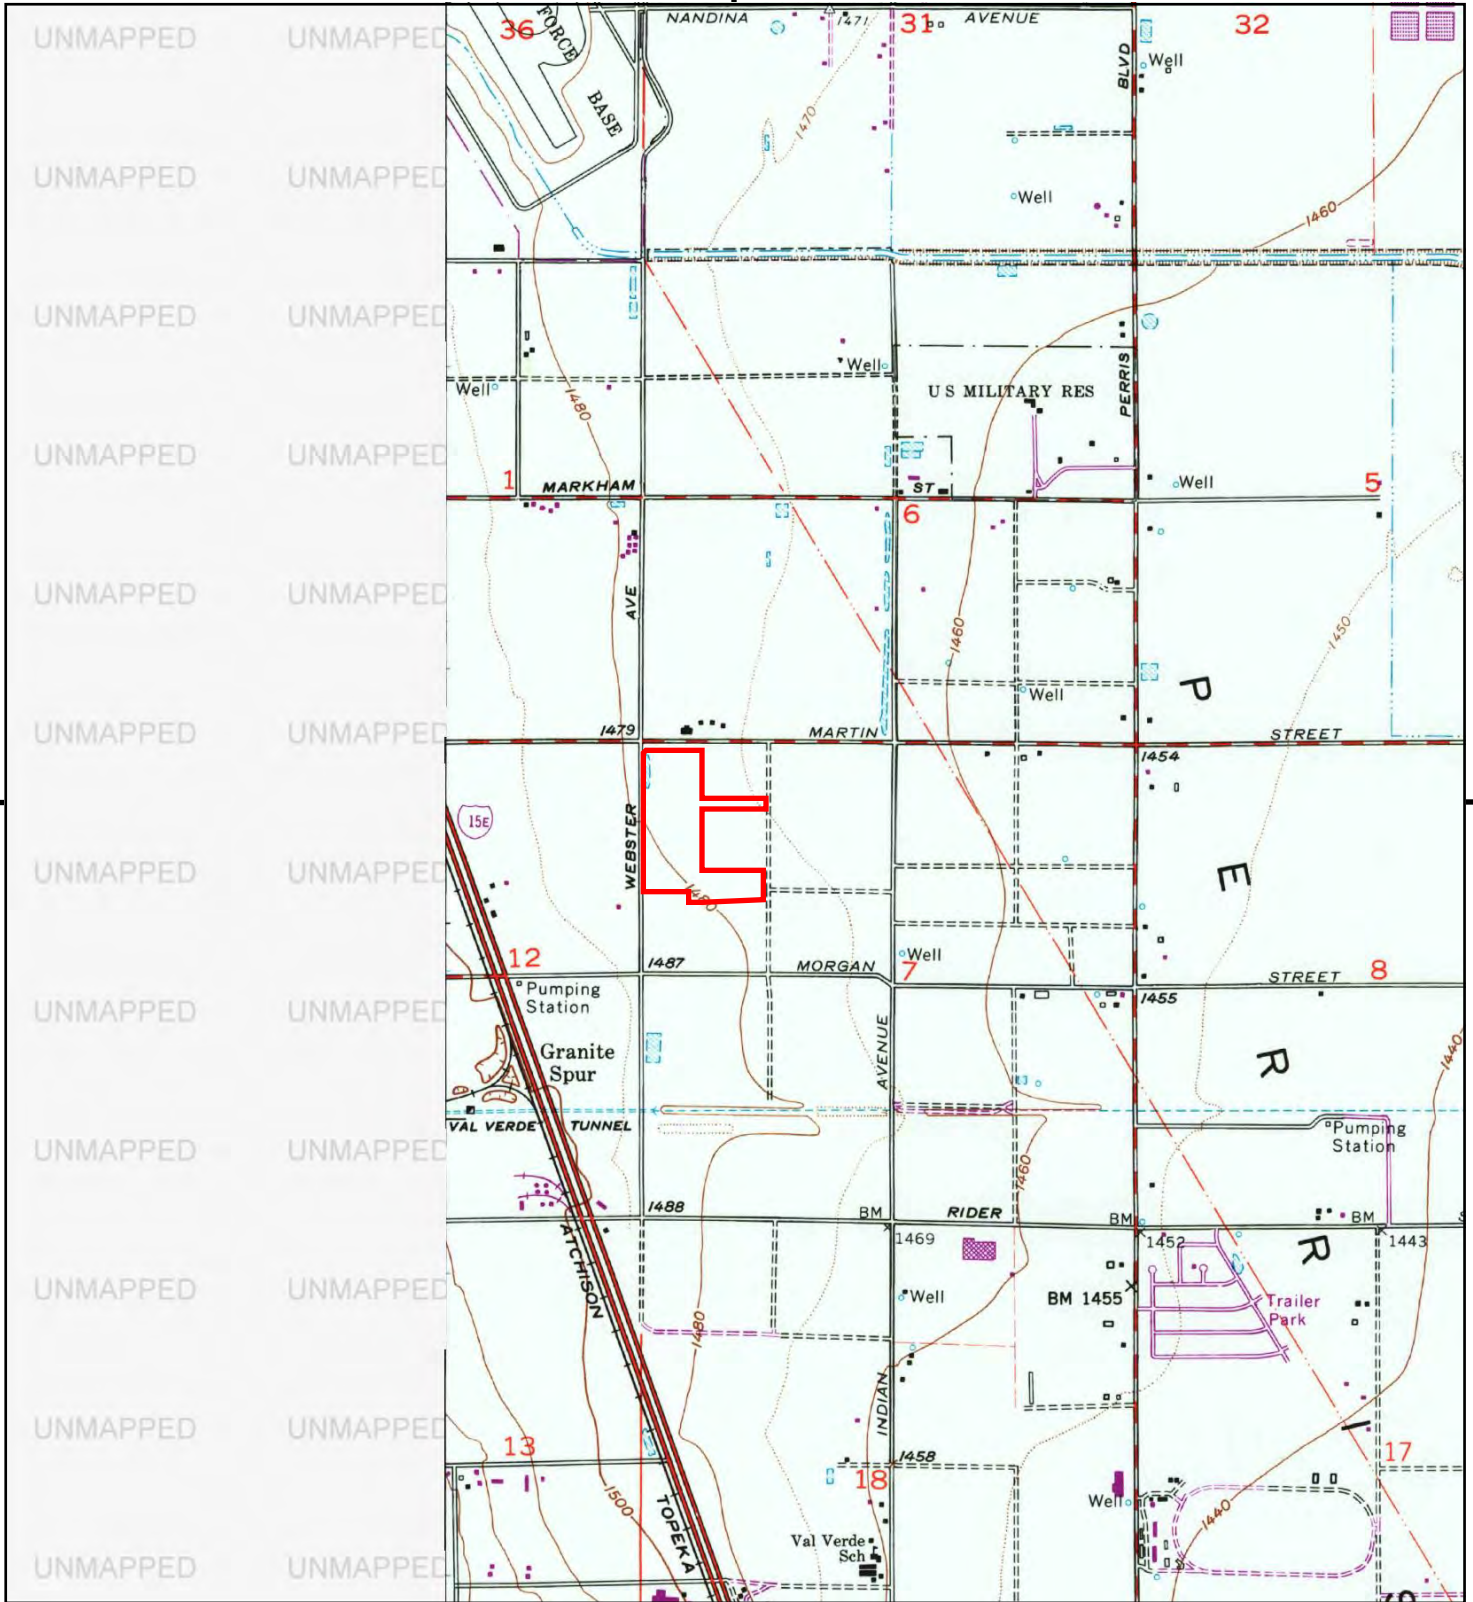 UNMAPPED UNMAPPED 36 FORCE NANDINA 1471 31 AVENUE 32
BASE
BLVD
Well
1470
UNMAPPED UNMAPPED
Well
1460
UNMAPPED UNMAPPED
Well
Well
1480
U S MILITARY RES
PERRIS
UNMAPPED UNMAPPED
1 MARKHAM ST
Well
5
6
UNMAPPED UNMAPPED
AVE
1460
1450
Well
P
UNMAPPED UNMAPPED
1479 MARTIN STREET
1454
15E
WEBSTER
UNMAPPED UNMAPPED
1480
E
12
1487 MORGAN
Well
7
STREET 8
Pumping
Station
1455
UNMAPPED UNMAPPED
Granite
Spur
AVENUE
R
1440
VAL VERDE TUNNEL
Pumping
Station
UNMAPPED UNMAPPED
1460
1488 BM RIDER BM BM
1469
1452
1443
R
ATCHISON
UNMAPPED UNMAPPED
Well
BM 1455
Trailer
Park
1480
INDIAN
UNMAPPED UNMAPPED
13
1458
18
I
17
1500
TOPEKA
Well
1440
Val Verde
Sch
UNMAPPED UNMAPPED